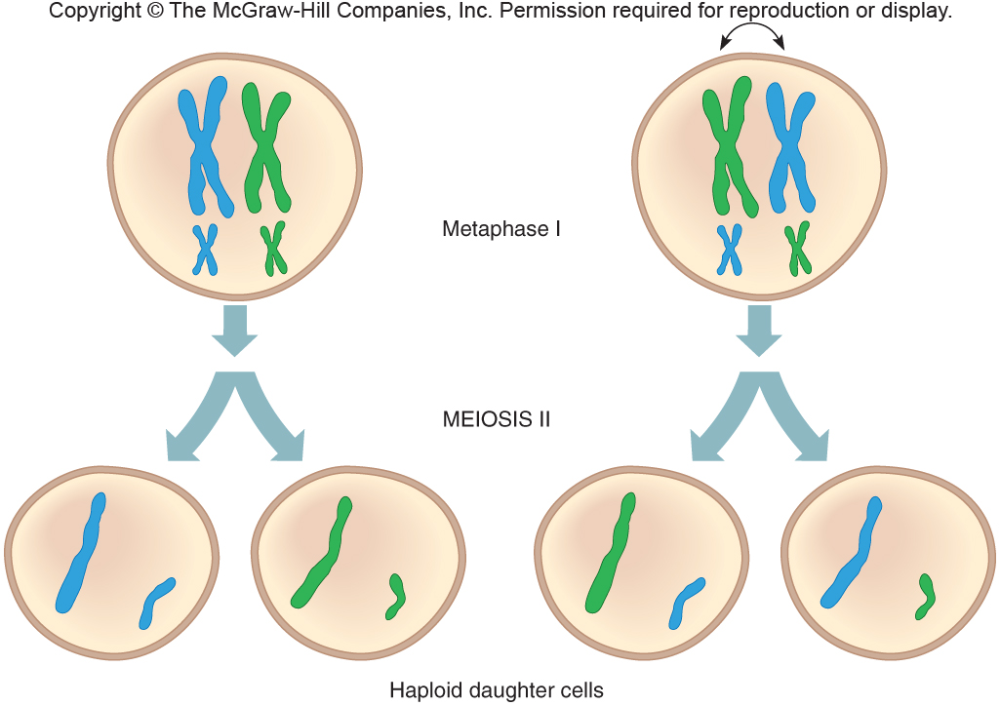 Copyright © The McGraw-Hill Companies, Inc. Permission required for reproduction or display.
Metaphase I
MEIOSIS II
Haploid daughter cells